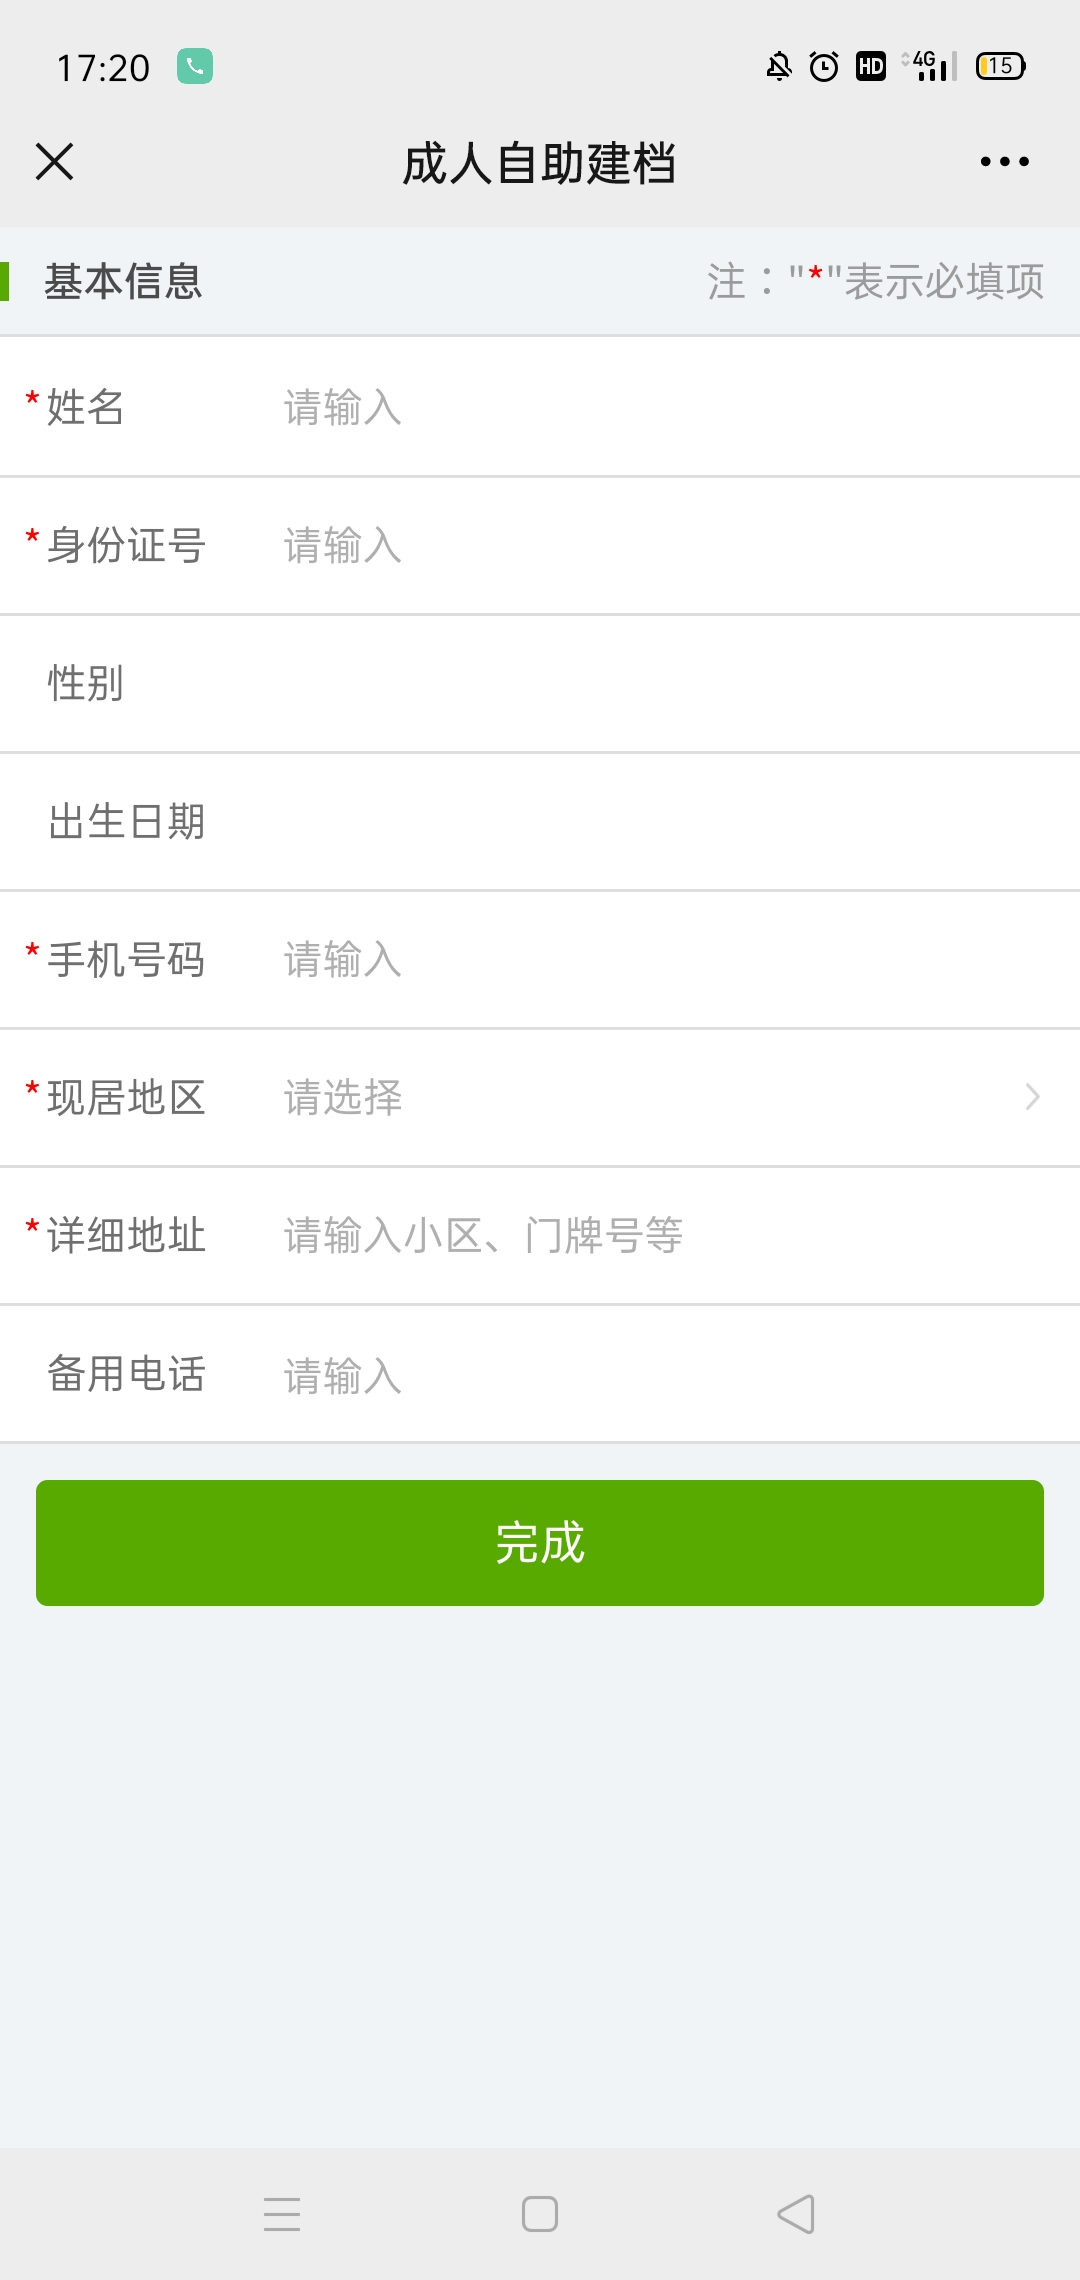 17:20 HD 4G 15
成人自助建档
基本信息 注："*"表示必填项
*姓名 请输入
*身份证号 请输入
性别
出生日期
*手机号码 请输入
*现居地区 请选择
*详细地址 请输入小区、门牌号等
备用电话 请输入
完成